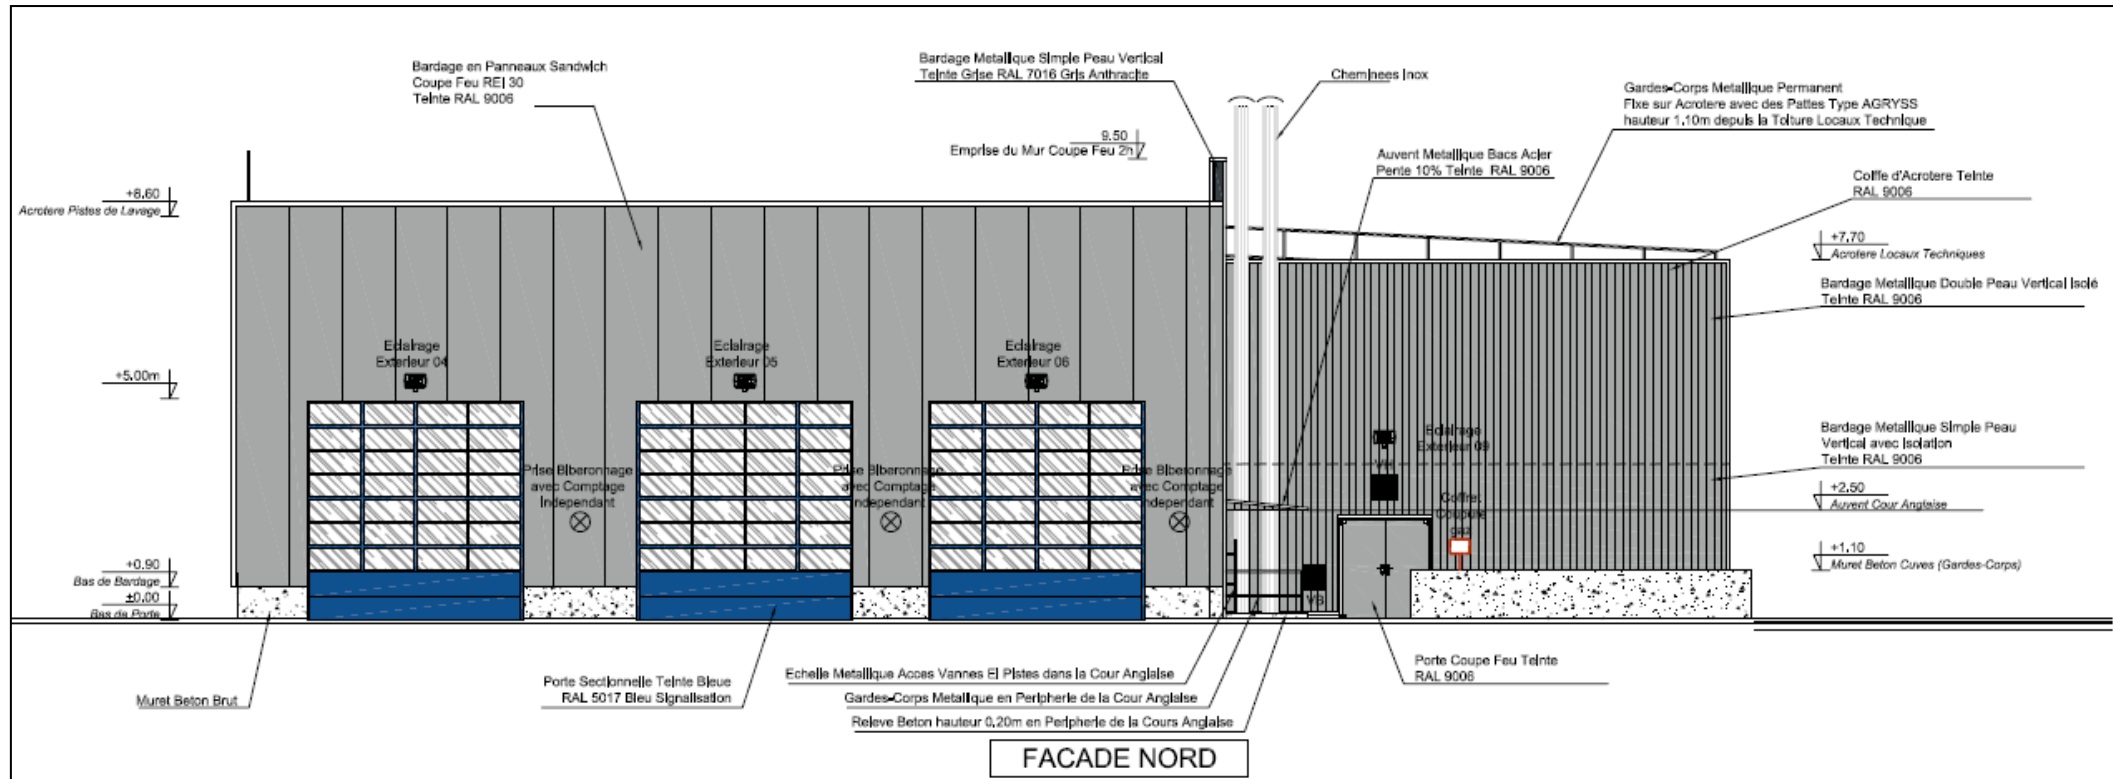 Bardage en Panneaux Sandwich
Coupe Feu REI 30
Teinte RAL 9006
Bardage Metallique Simple Peau Vertical
Teinte Grise RAL 7016 Gris Anthracite
Cheminees Inox
Gardes-Corps Metallique Permanent
Fixe sur Acrotere avec des Pattes Type AGRYSS
hauteur 1.10m depuis la Toiture Locaux Technique
9.50
Emprise du Mur Coupe Feu 2h
Auvent Metallique Bacs Acier
Pente 10% Teinte RAL 9006
Coiffe d'Acrotere Teinte
RAL 9006
+8.60
Acrotere Pistes de Lavage
+7.70
Acrotere Locaux Techniques
Bardage Metallique Double Peau Vertical Isolé
Teinte RAL 9006
Eclairage
Exterieur 04
Eclairage
Exterieur 05
Eclairage
Exterieur 06
+5.00m
Eclairage
Exterieur 09
VH
Bardage Metallique Simple Peau
Vertical avec Isolation
Teinte RAL 9006
Prise Biberonnage
avec Comptage
Independant
Prise Biberonnage
avec Comptage
Independant
Prise Biberonnage
avec Comptage
Independant
Coffret
Coupure
gaz
+2.50
Auvent Cour Anglaise
+1.10
Muret Beton Cuves (Gardes-Corps)
+0.90
Bas de Bardage
±0.00
Bas de Porte
VB
Muret Beton Brut
Porte Sectionnelle Teinte Bleue
RAL 5017 Bleu Signalisation
Echelle Metallique Acces Vannes EI Pistes dans la Cour Anglaise
Gardes-Corps Metallique en Peripherie de la Cour Anglaise
Releve Beton hauteur 0,20m en Peripherie de la Cours Anglaise
Porte Coupe Feu Teinte
RAL 9006
FACADE NORD